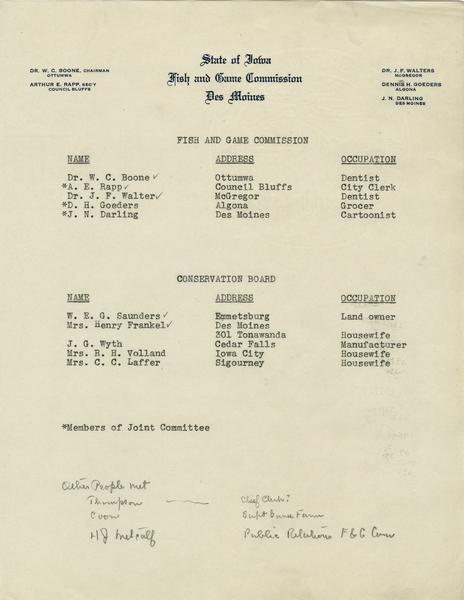 State of Iowa
Fish and Game Commission
Des Moines
DR. W. C. BOONE, CHAIRMAN
OTTUMWA
ARTHUR E. RAPP, SEC'Y
COUNCIL BLUFFS
DR. J. F. WALTERS
MCGREGOR
DENNIS H. GOEDERS
ALGONA
J. N. DARLING
DES MOINES
FISH AND GAME COMMISSION
NAME ADDRESS OCCUPATION
Dr. W. C. Boone ✓ Ottumwa Dentist
*A. E. Rapp ✓ Council Bluffs City Clerk
Dr. J. F. Walter ✓ McGregor Dentist
*D. H. Goeders Algona Grocer
*J. N. Darling Des Moines Cartoonist
CONSERVATION BOARD
NAME ADDRESS OCCUPATION
W. E. G. Saunders ✓ Emmetsburg Land owner
Mrs. Henry Frankel ✓ Des Moines
301 Tonawanda Housewife
J. G. Wyth Cedar Falls Manufacturer
Mrs. R. H. Volland Iowa City Housewife
Mrs. C. C. Laffer Sigourney Housewife
*Members of Joint Committee
Other People met
Thompson — Chief Clerk?
Coon Supt Game Farm
H J Metcalf Public Relations F & G Com